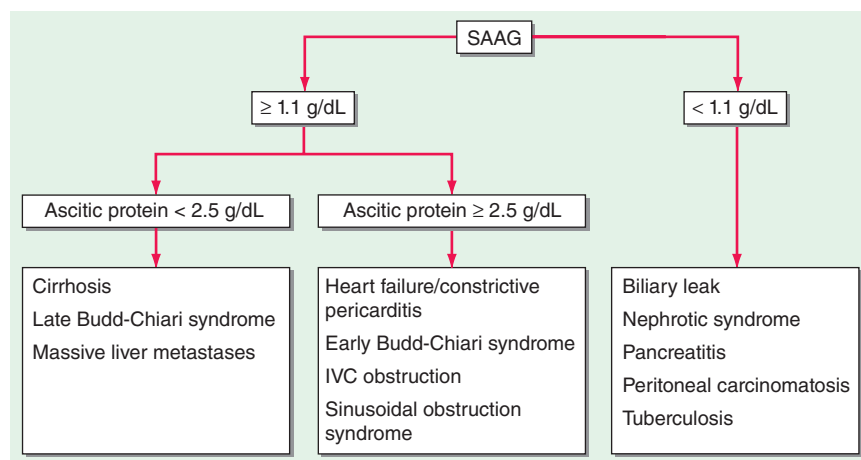 SAAG
≥ 1.1 g/dL
< 1.1 g/dL
Ascitic protein < 2.5 g/dL
Ascitic protein ≥ 2.5 g/dL
Cirrhosis
Late Budd-Chiari syndrome
Massive liver metastases
Heart failure/constrictive
pericarditis
Early Budd-Chiari syndrome
IVC obstruction
Sinusoidal obstruction
syndrome
Biliary leak
Nephrotic syndrome
Pancreatitis
Peritoneal carcinomatosis
Tuberculosis